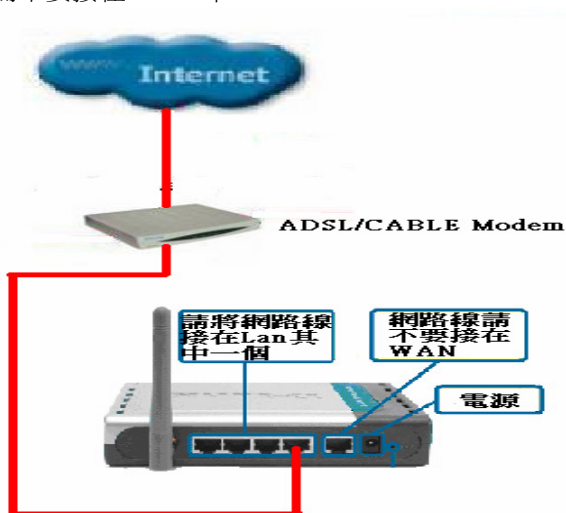 Internet
ADSL/CABLE Modem
請將網路線
接在Lan其
中一個
網路線請
不要接在
WAN
電源